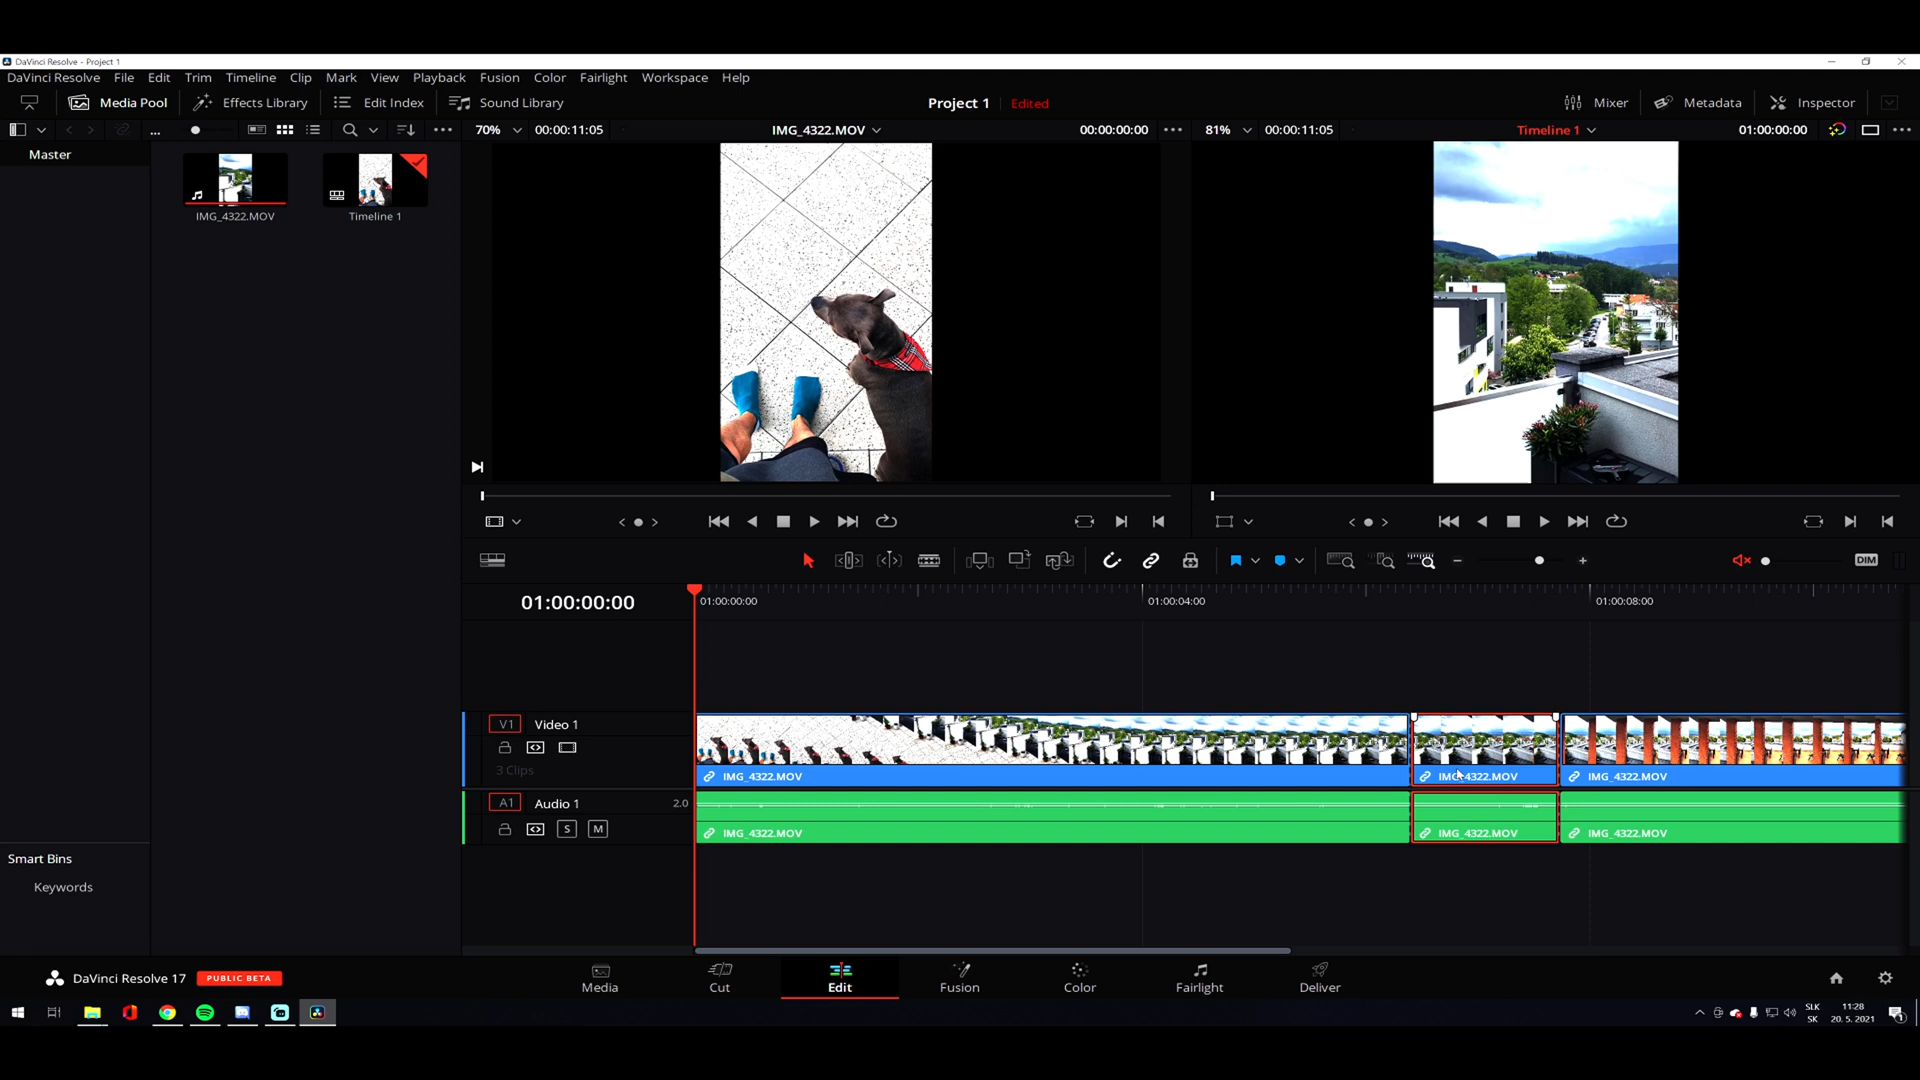 DaVinci Resolve - Project 1
DaVinci Resolve File Edit Trim Timeline Clip Mark View Playback Fusion Color Fairlight Workspace Help
Media Pool Effects Library Edit Index Sound Library Project 1 Edited Mixer Metadata Inspector
70% 00:00:11:05 IMG_4322.MOV 00:00:00:00 81% 00:00:11:05 Timeline 1 01:00:00:00
Master
IMG_4322.MOV Timeline 1
DIM
01:00:00:00 01:00:00:00 01:00:04:00 01:00:08:00
V1 Video 1
3 Clips
IMG_4322.MOV IMG_4322.MOV IMG_4322.MOV
A1 Audio 1 2.0
S M IMG_4322.MOV IMG_4322.MOV IMG_4322.MOV
Smart Bins
Keywords
DaVinci Resolve 17 PUBLIC BETA Media Cut Edit Fusion Color Fairlight Deliver
SLK 11:28
SK 20. 5. 2021 1